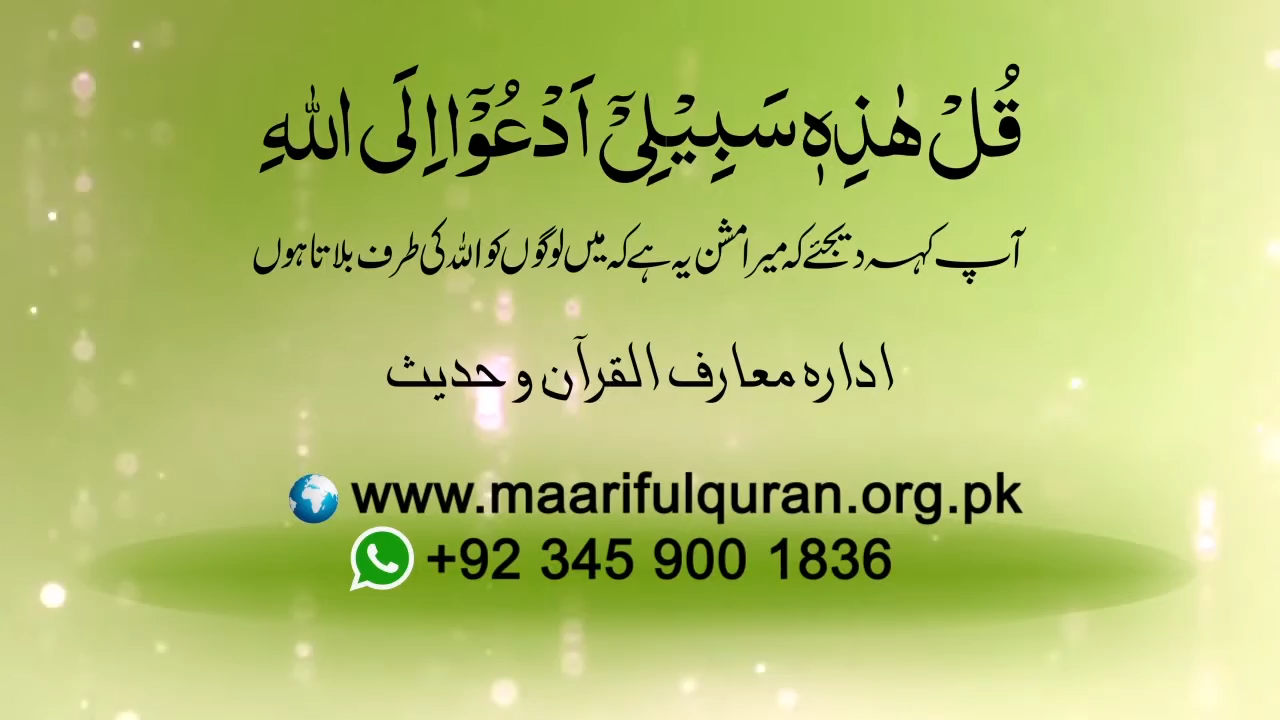 قُلْ هٰذِهٖ سَبِیْلِیْۤ اَدْعُوْۤا اِلَی اللّٰهِ
آپ کہہ دیجئے کہ میرا مشن یہ ہے کہ میں لوگوں کو اللہ کی طرف بلاتا ہوں
ادارہ معارف القرآن و حدیث
www.maarifulquran.org.pk
+92 345 900 1836